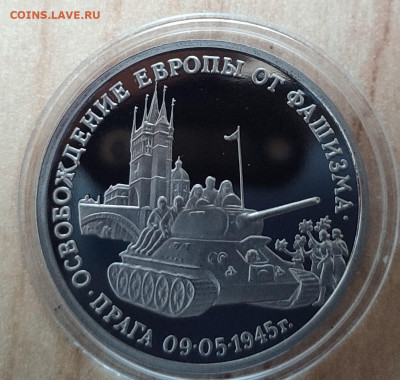 COINS.LAVE.RU
· ОСВОБОЖДЕНИЕ ЕВРОПЫ ОТ ФАШИЗМА ·
ПРАГА 09·05·1945г.